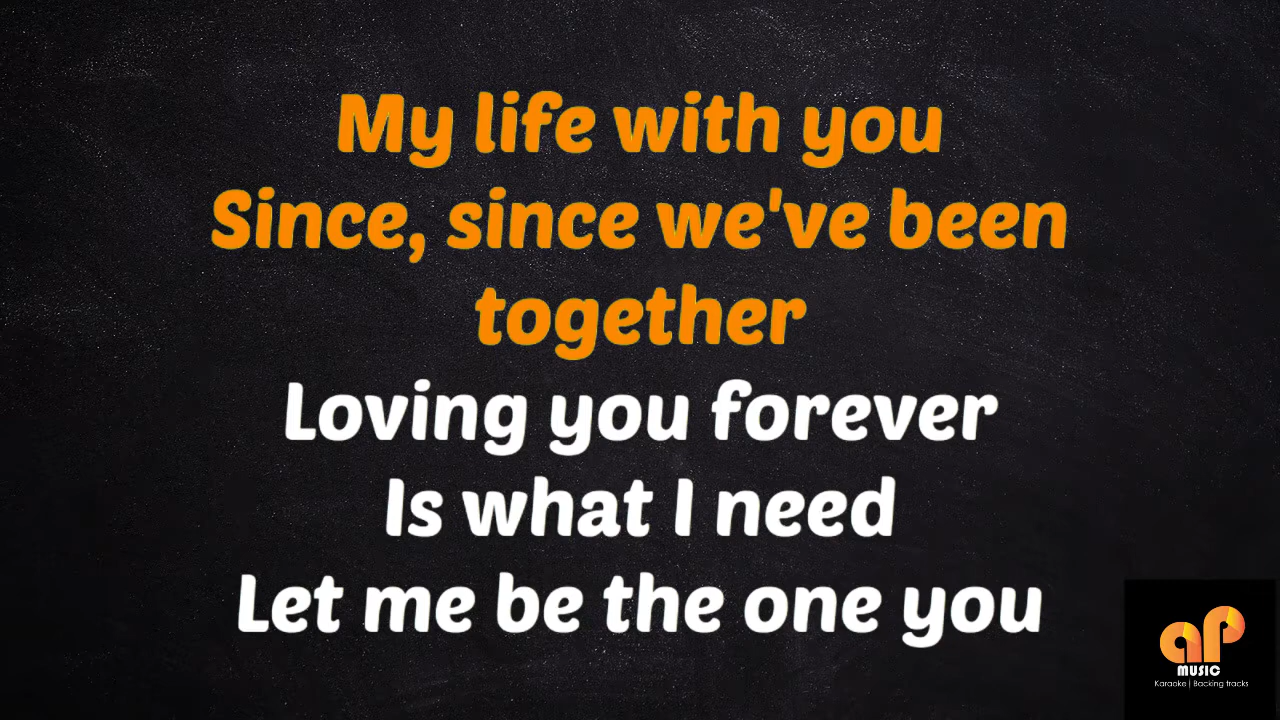 My life with you
Since, since we've been
together
Loving you forever
Is what I need
Let me be the one you
ap
MUSIC
Karaoke | Backing tracks